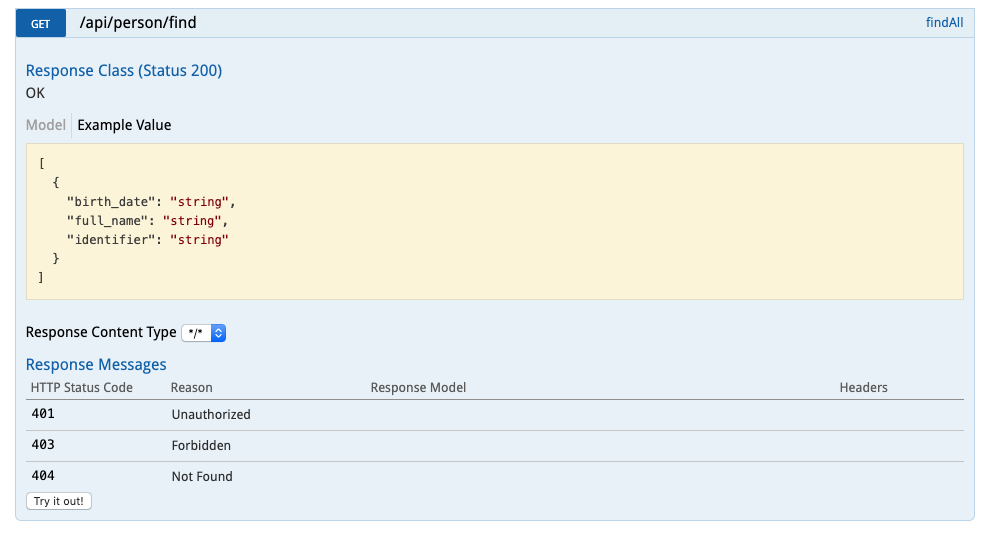 GET /api/person/find findAll
Response Class (Status 200)
OK
Model Example Value
[
  {
    "birth_date": "string",
    "full_name": "string",
    "identifier": "string"
  }
]
Response Content Type */*
Response Messages
HTTP Status Code Reason Response Model Headers
401 Unauthorized
403 Forbidden
404 Not Found
Try it out!